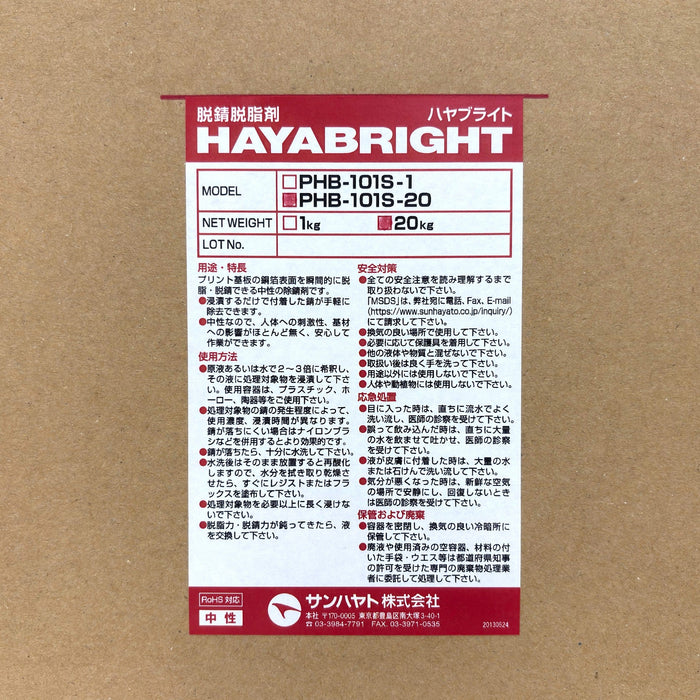 脱錆脱脂剤 ハヤブライト
HAYABRIGHT
MODEL □PHB-101S-1
■PHB-101S-20
NET WEIGHT □1kg ■20kg
LOT No.
用途・特長
プリント基板の銅箔表面を瞬間的に脱
脂・脱錆できる中性の除錆剤です。
●浸漬するだけで付着した錆が手軽に
除去できます。
●中性なので、人体への刺激性、基材
への影響がほとんど無く、安心して
作業ができます。
使用方法
●原液あるいは水で2〜3倍に希釈し、
その液に処理対象物を浸漬して下さ
い。使用容器は、プラスチック、ホ
ーロー、陶器等をご使用下さい。
●処理対象物の錆の発生程度によって、
使用濃度、浸漬時間が異なります。
錆が落ちにくい場合はナイロンブラ
シなどを併用するとより効果的です。
●錆が落ちたら、十分に水洗して下さい。
●水洗後はそのまま放置すると再酸化
しますので、水分を拭き取り乾燥さ
せたら、すぐにレジストまたはフラ
ックスを塗布して下さい。
●処理対象物を必要以上に長く浸けな
いで下さい。
●脱脂力・脱錆力が鈍ってきたら、液
を交換して下さい。
安全対策
●全ての安全注意を読み理解するまで
取り扱わないで下さい。
「MSDS」は、弊社宛に電話、Fax、E-mail
(https://www.sunhayato.co.jp/inquiry/)
にて請求して下さい。
●換気の良い場所で使用して下さい。
●必要に応じて保護具を着用して下さい。
●他の液体や物質と混ぜないで下さい。
●取扱い後は良く手を洗って下さい。
●用途以外には使用しないで下さい。
●人体や動植物には使用しないで下さい。
応急処置
●目に入った時は、直ちに流水でよく
洗い流し、医師の診察を受けて下さい。
●誤って飲み込んだ時は、直ちに大量
の水を飲ませて吐かせ、医師の診察
を受けて下さい。
●液が皮膚に付着した時は、大量の水
または石けんで洗い流して下さい。
●気分が悪くなった時は、新鮮な空気
の場所で安静にし、回復しないとき
は医師の診察を受けて下さい。
保管および廃棄
●容器を密閉し、換気の良い冷暗所に
保管して下さい。
●廃液や使用済みの空容器、材料の付
いた手袋・ウエス等は都道府県知事
の許可を受けた専門の廃棄物処理業
者に委託して処理して下さい。
RoHS 対応
中性
サンハヤト株式会社
本社 〒170-0005 東京都豊島区南大塚3-40-1
☎ 03-3984-7791 FAX. 03-3971-0535
20130524